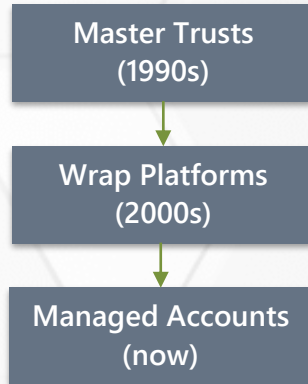 Master Trusts
(1990s)
Wrap Platforms
(2000s)
Managed Accounts
(now)